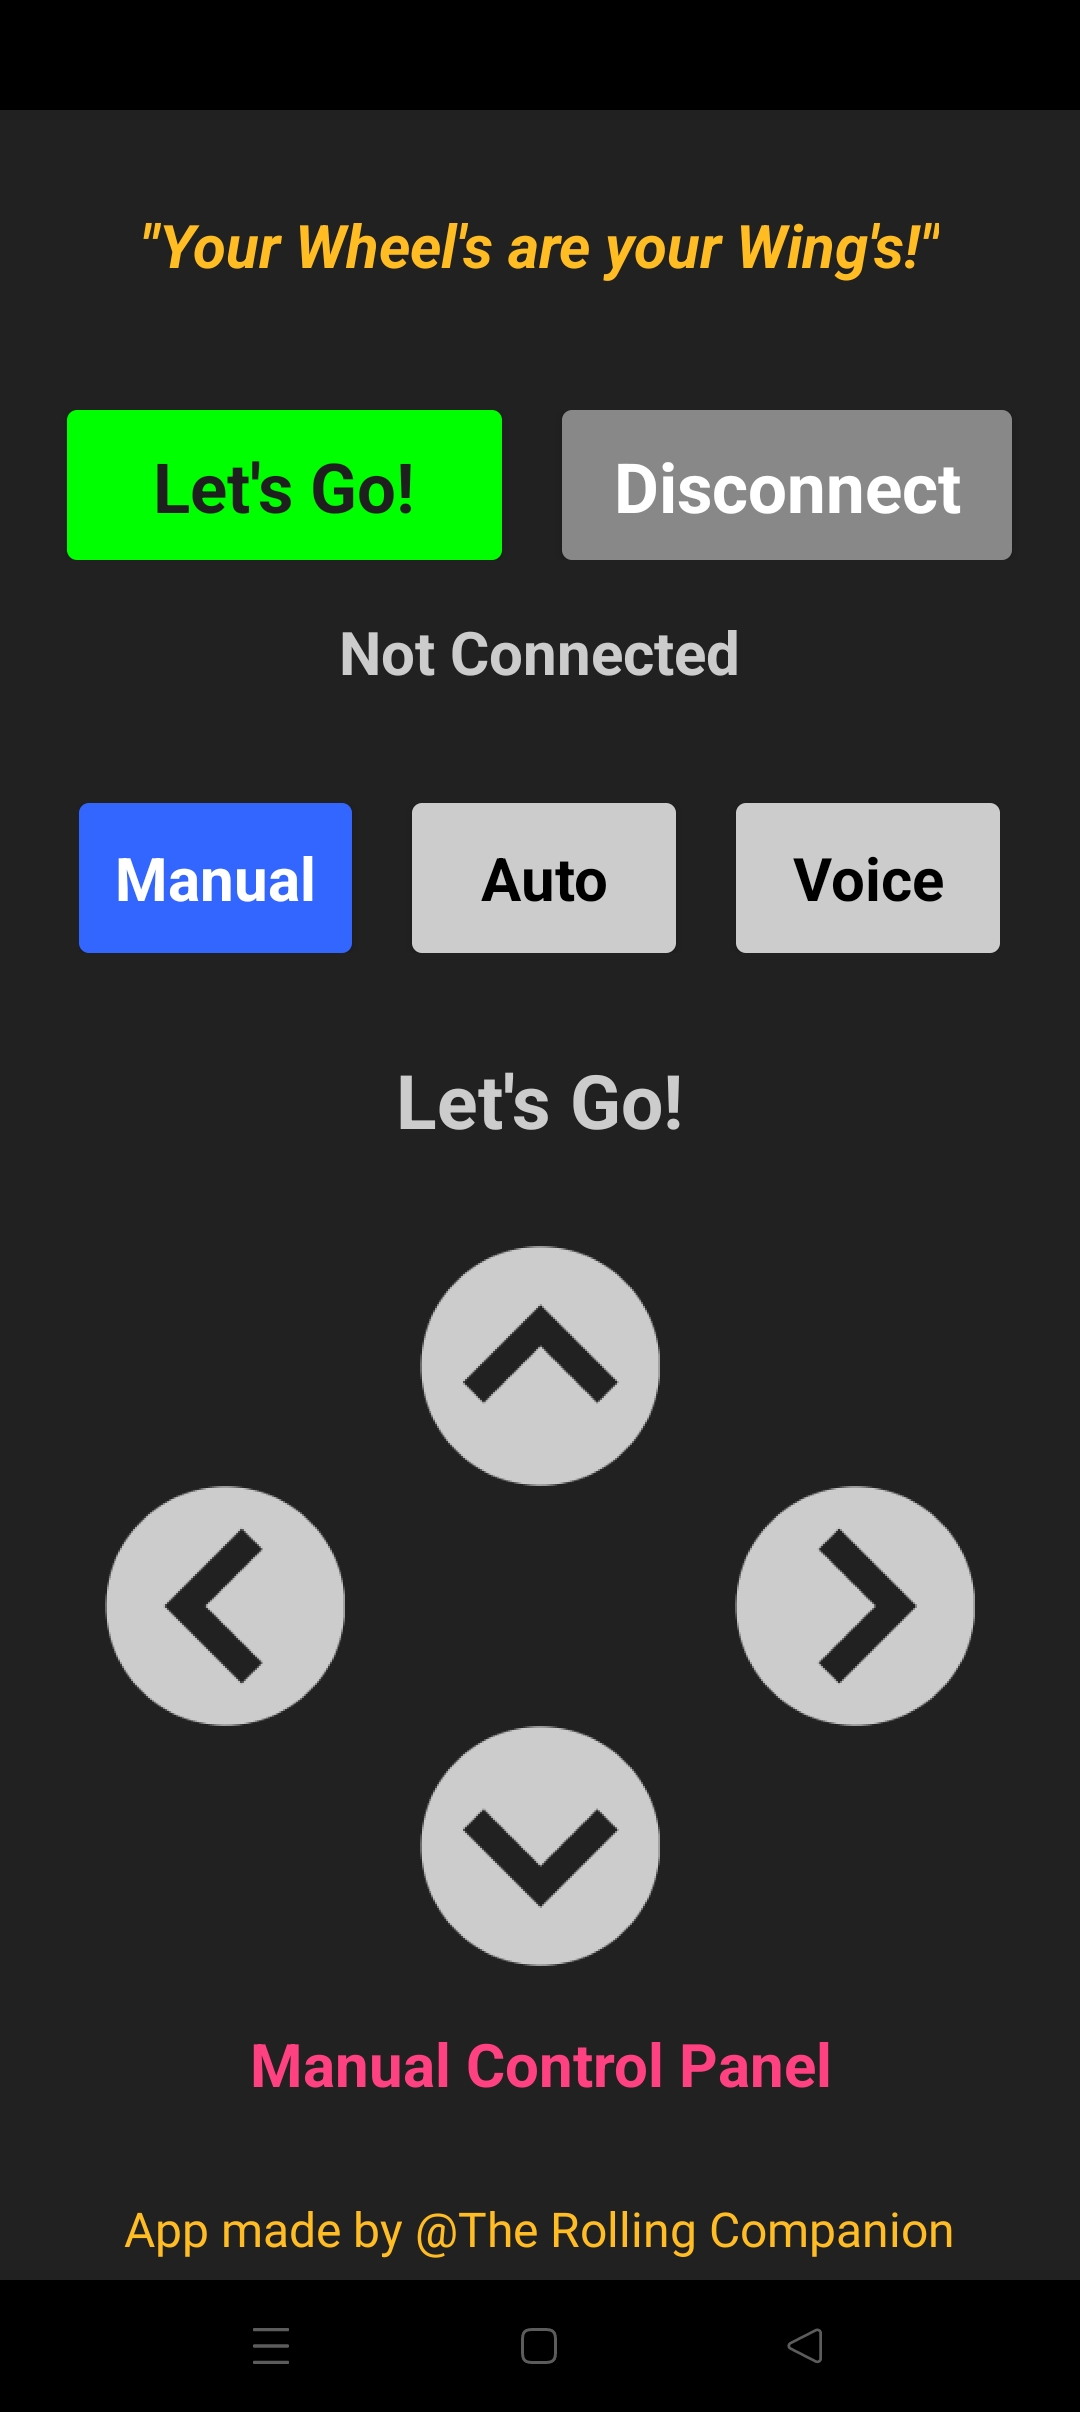 "Your Wheel's are your Wing's!"
Let's Go! Disconnect
Not Connected
Manual Auto Voice
Let's Go!
Manual Control Panel
App made by @The Rolling Companion